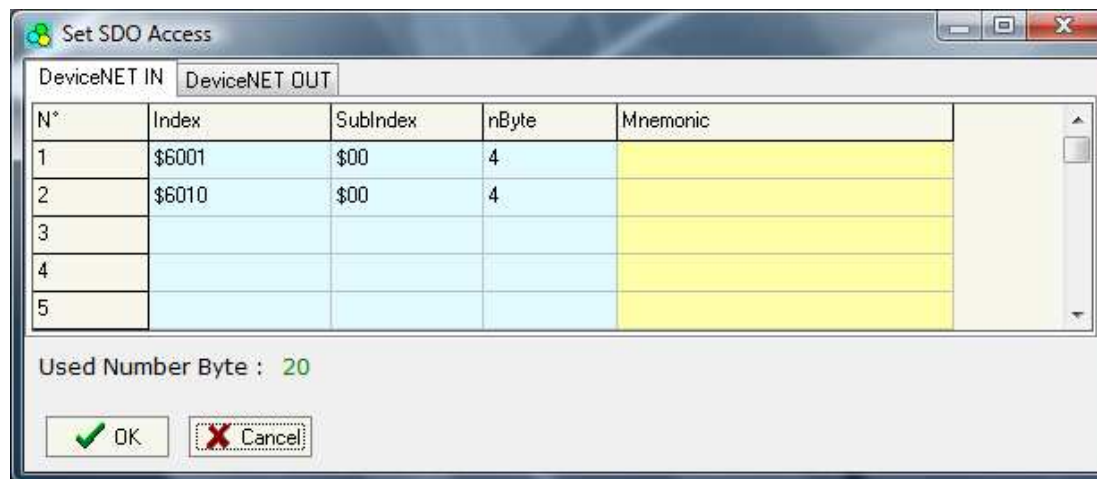 Set SDO Access
DeviceNET IN DeviceNET OUT
N° Index SubIndex nByte Mnemonic
1 $6001 $00 4
2 $6010 $00 4
3
4
5
Used Number Byte : 20
OK Cancel